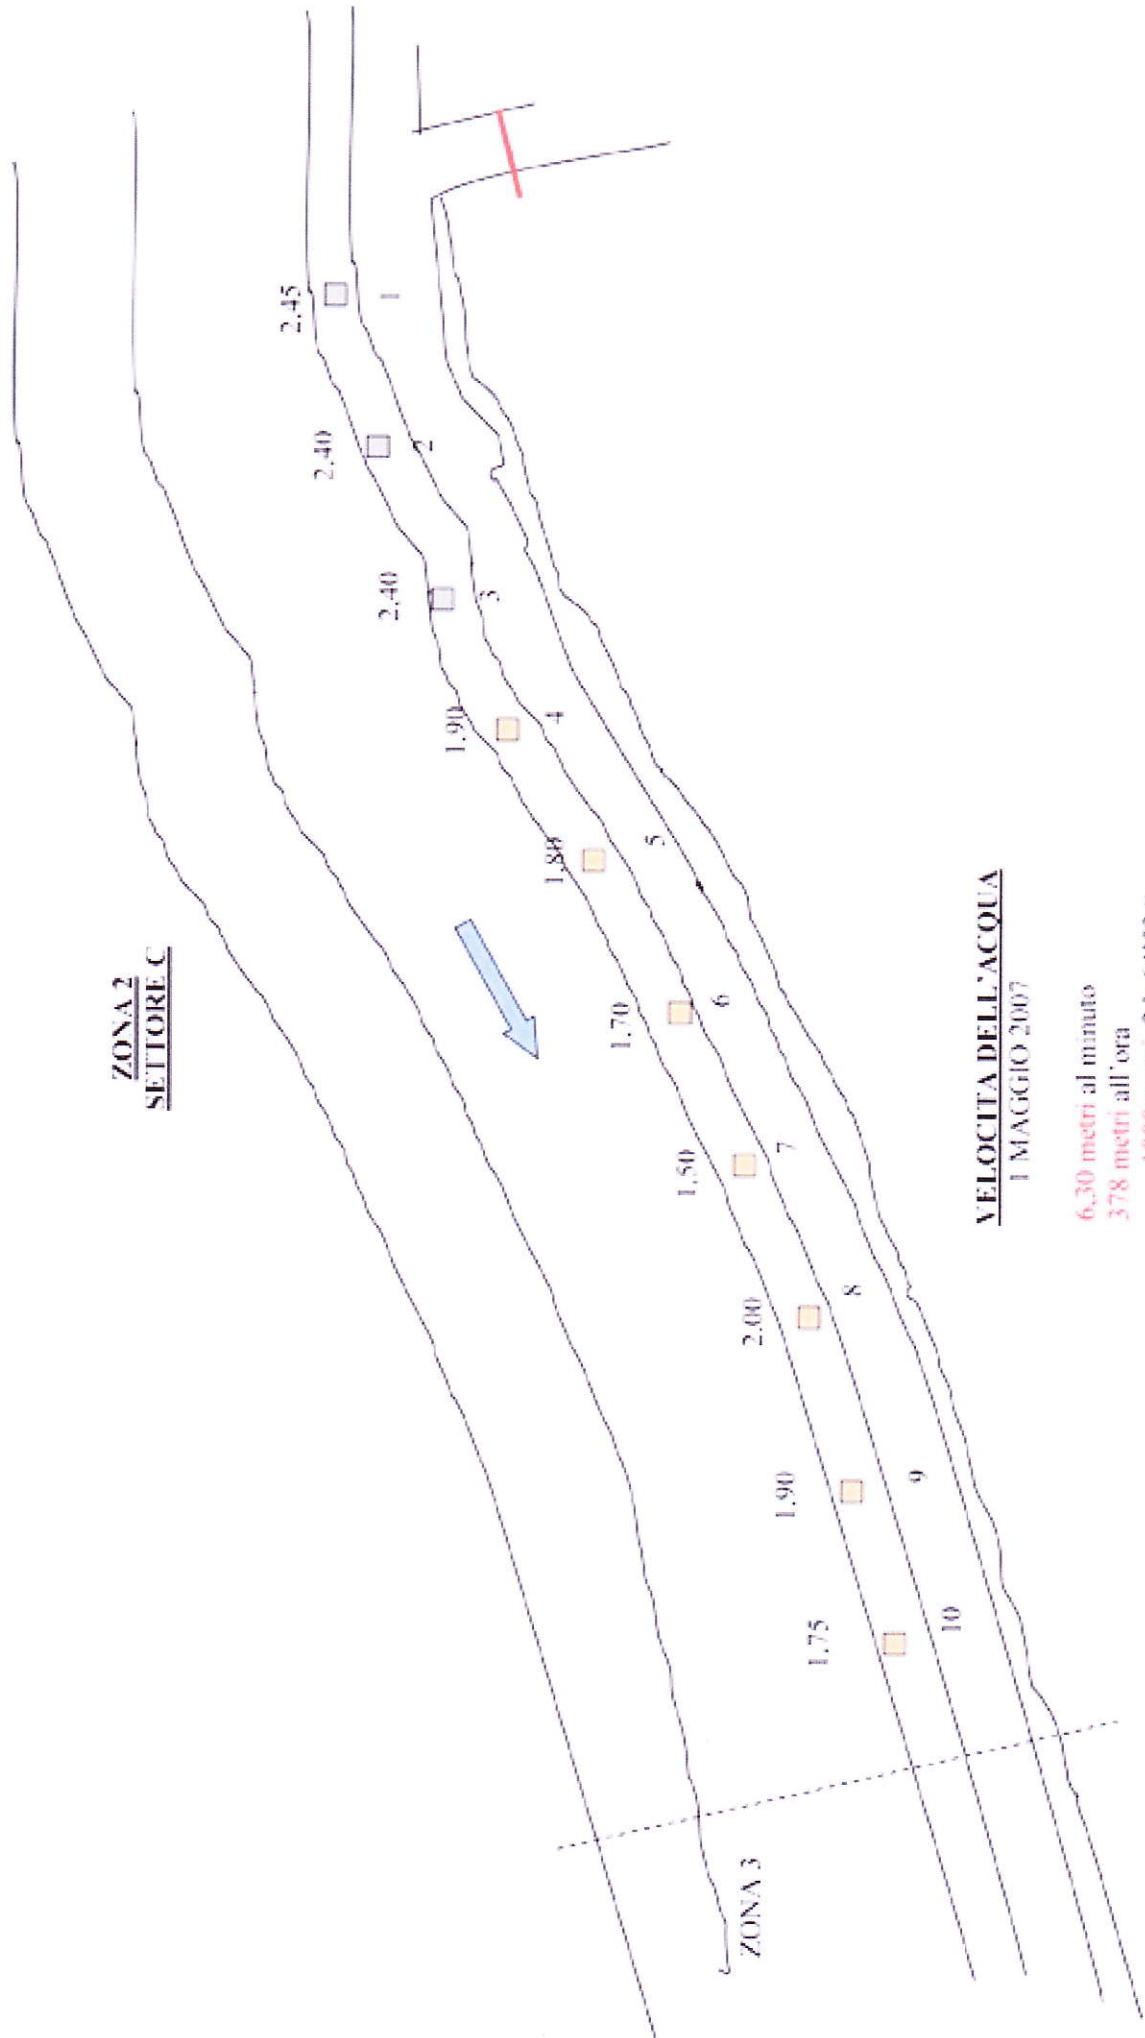 ZONA 2
SETTORE C
2.45
2.40
2.40
1.90
1.80
1.70
1.50
2.00
1.90
1.75
1
2
3
4
5
6
7
8
9
10
ZONA 3
VELOCITA DELL'ACQUA
1 MAGGIO 2007
6,30 metri al minuto
378 metri all'ora